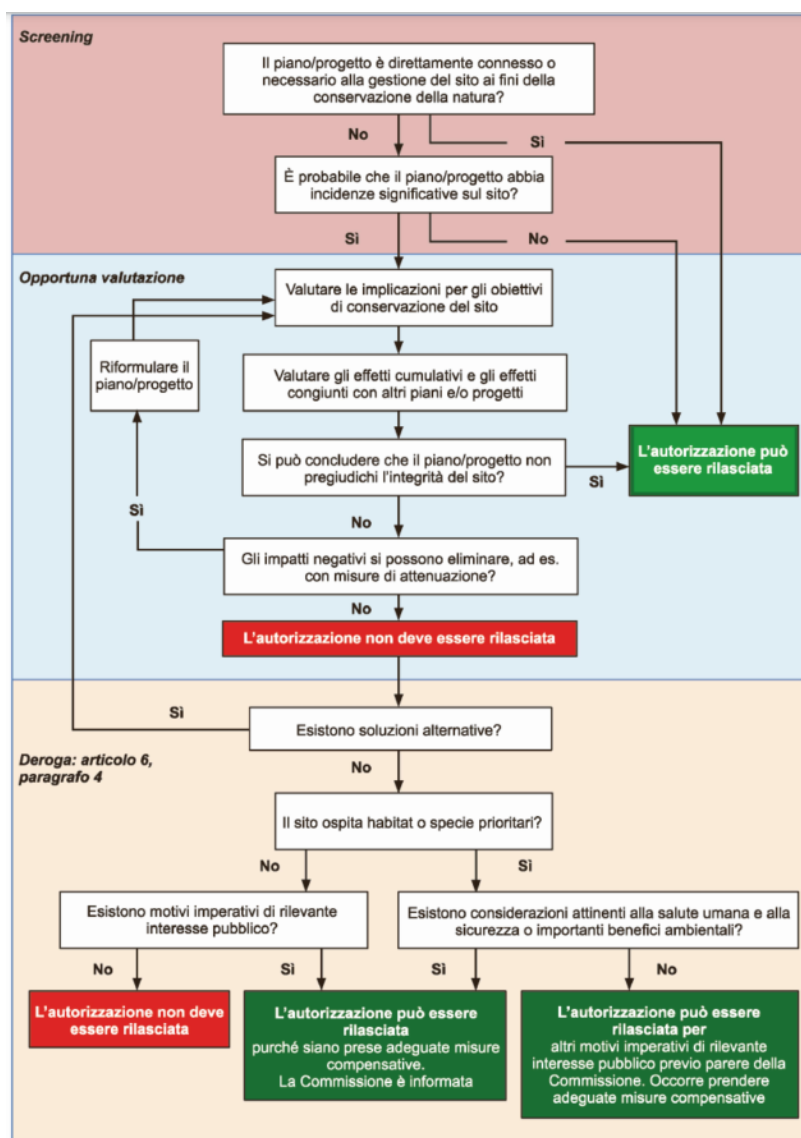 Screening
Il piano/progetto è direttamente connesso o
necessario alla gestione del sito ai fini della
conservazione della natura?
No
Sì
È probabile che il piano/progetto abbia
incidenze significative sul sito?
Sì
No
Opportuna valutazione
Valutare le implicazioni per gli obiettivi
di conservazione del sito
Riformulare il
piano/progetto
Valutare gli effetti cumulativi e gli effetti
congiunti con altri piani e/o progetti
L'autorizzazione può
essere rilasciata
Si può concludere che il piano/progetto non
pregiudichi l'integrità del sito?
Sì
Sì
No
Gli impatti negativi si possono eliminare, ad es.
con misure di attenuazione?
No
L'autorizzazione non deve essere rilasciata
Sì
Esistono soluzioni alternative?
Deroga: articolo 6,
paragrafo 4
No
Il sito ospita habitat o specie prioritari?
No
Sì
Esistono motivi imperativi di rilevante
interesse pubblico?
Esistono considerazioni attinenti alla salute umana e alla
sicurezza o importanti benefici ambientali?
No
Sì
Sì
No
L'autorizzazione non deve
essere rilasciata
L'autorizzazione può essere
rilasciata
purché siano prese adeguate misure
compensative.
La Commissione è informata
L'autorizzazione può essere
rilasciata per
altri motivi imperativi di rilevante
interesse pubblico previo parere della
Commissione. Occorre prendere
adeguate misure compensative